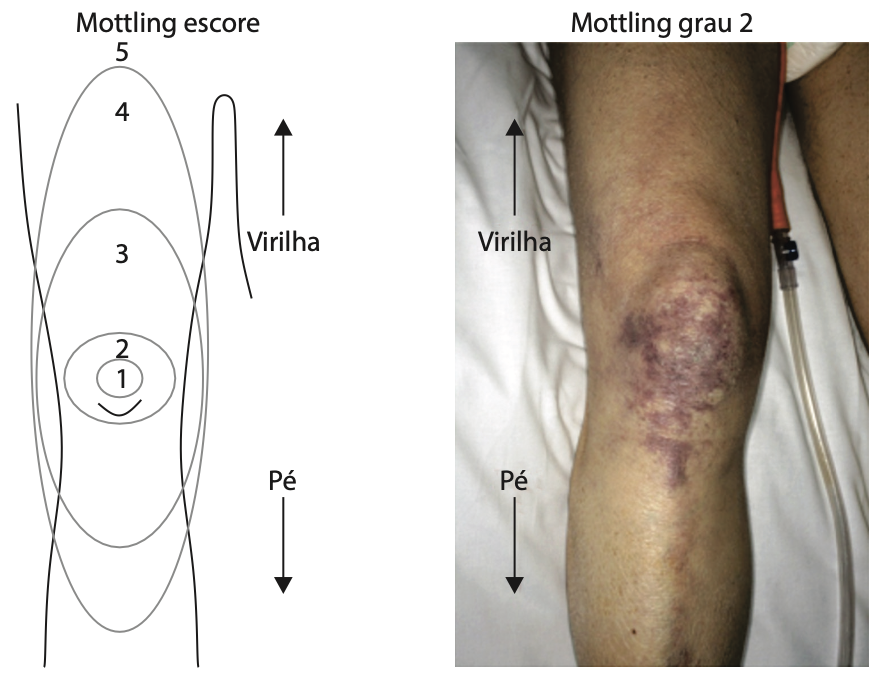 Mottling escore
5
4
3
2
1
Virilha
Pé
Mottling grau 2
Virilha
Pé